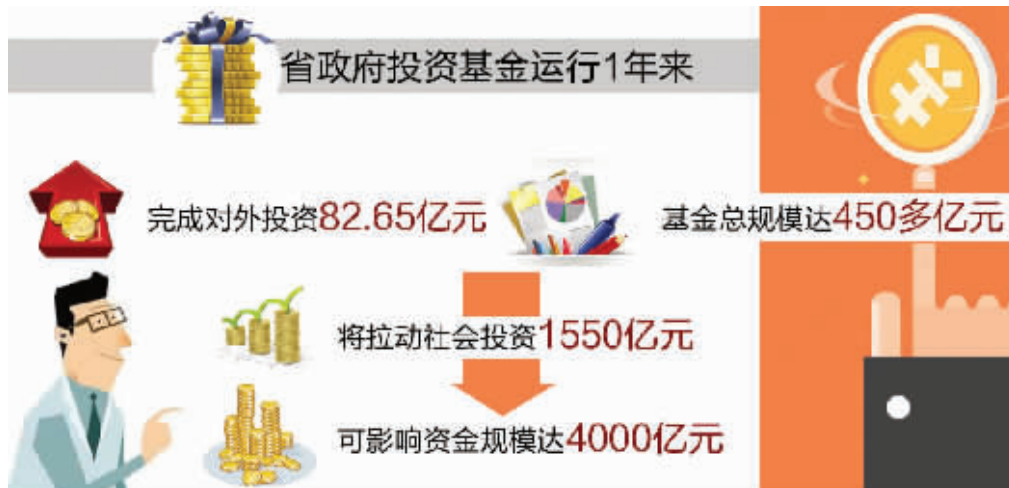 省政府投资基金运行1年来
完成对外投资82.65亿元
基金总规模达450多亿元
将拉动社会投资1550亿元
可影响资金规模达4000亿元